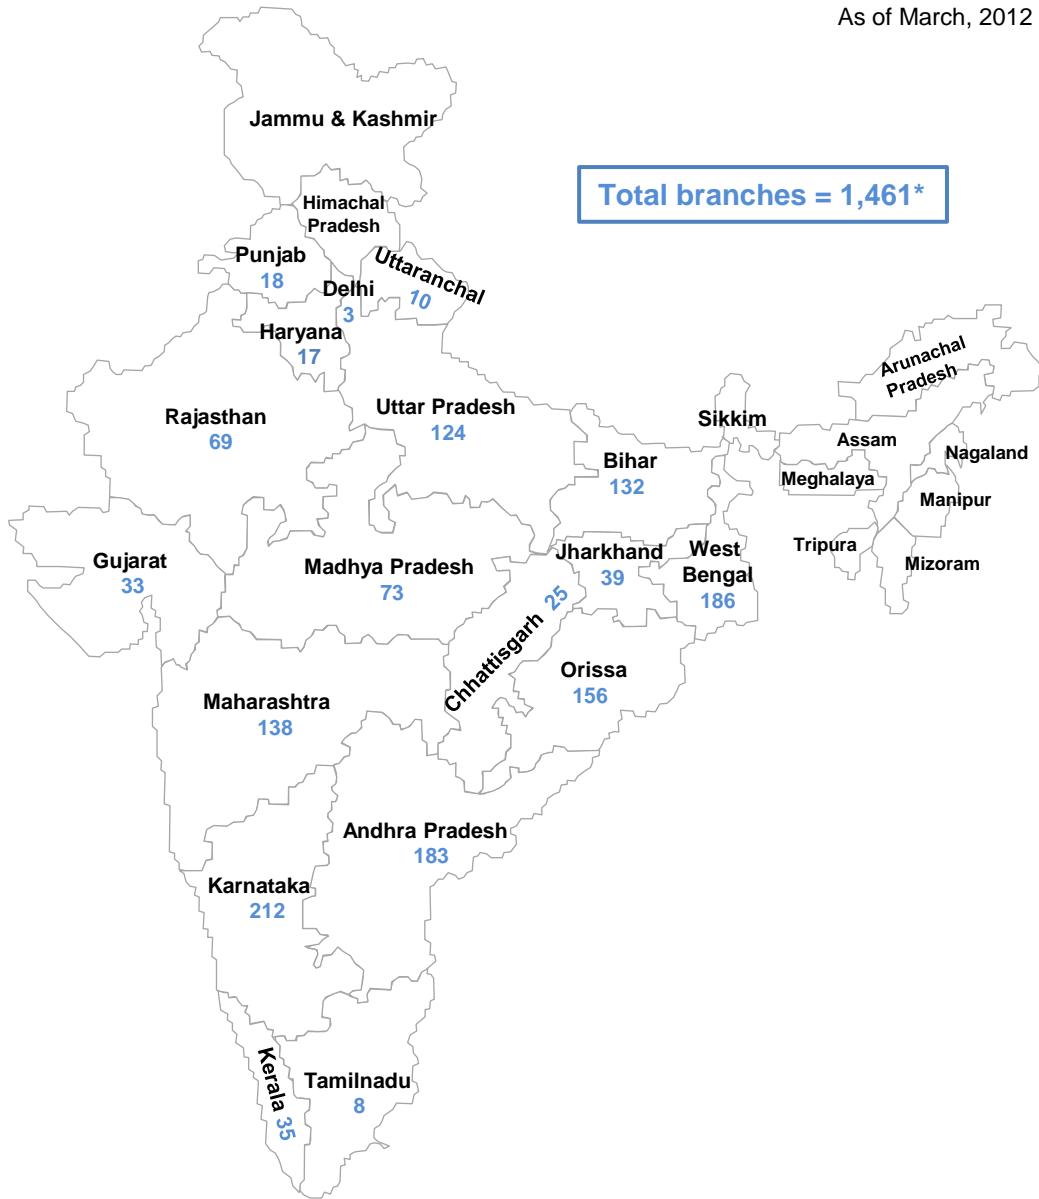 As of March, 2012
Jammu & Kashmir
Total branches = 1,461*
Himachal
Pradesh
Punjab
18
Uttaranchal
10
Delhi
3
Haryana
17
Arunachal
Pradesh
Rajasthan
69
Uttar Pradesh
124
Sikkim
Assam
Nagaland
Bihar
132
Meghalaya
Manipur
Gujarat
33
Madhya Pradesh
73
Jharkhand
39
West
Bengal
186
Tripura
Mizoram
Chhattisgarh 25
Orissa
156
Maharashtra
138
Andhra Pradesh
183
Karnataka
212
Kerala 35
Tamilnadu
8